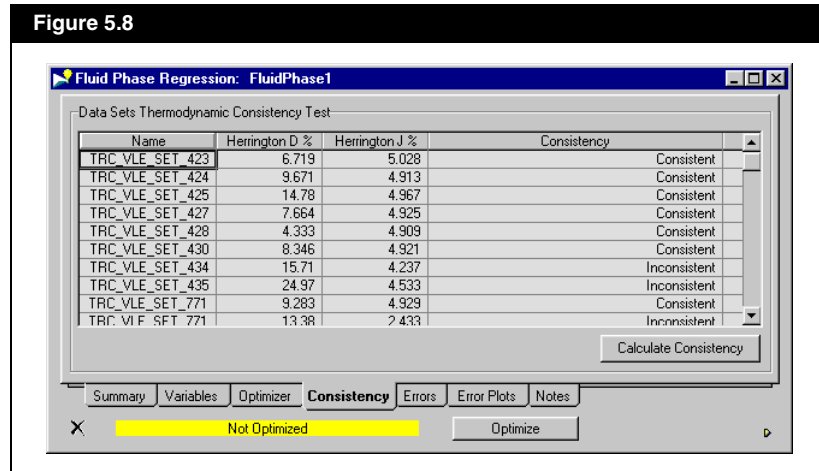 Figure 5.8
Fluid Phase Regression: FluidPhase1
Data Sets Thermodynamic Consistency Test
Name Herrington D % Herrington J % Consistency
TRC_VLE_SET_423 6.719 5.028 Consistent
TRC_VLE_SET_424 9.671 4.913 Consistent
TRC_VLE_SET_425 14.78 4.967 Consistent
TRC_VLE_SET_427 7.664 4.925 Consistent
TRC_VLE_SET_428 4.333 4.909 Consistent
TRC_VLE_SET_430 8.346 4.921 Consistent
TRC_VLE_SET_434 15.71 4.237 Inconsistent
TRC_VLE_SET_435 24.97 4.533 Inconsistent
TRC_VLE_SET_771 9.283 4.929 Consistent
TRC_VLE_SET_771 13.38 2.433 Inconsistent
Calculate Consistency
Summary Variables Optimizer Consistency Errors Error Plots Notes
Not Optimized Optimize